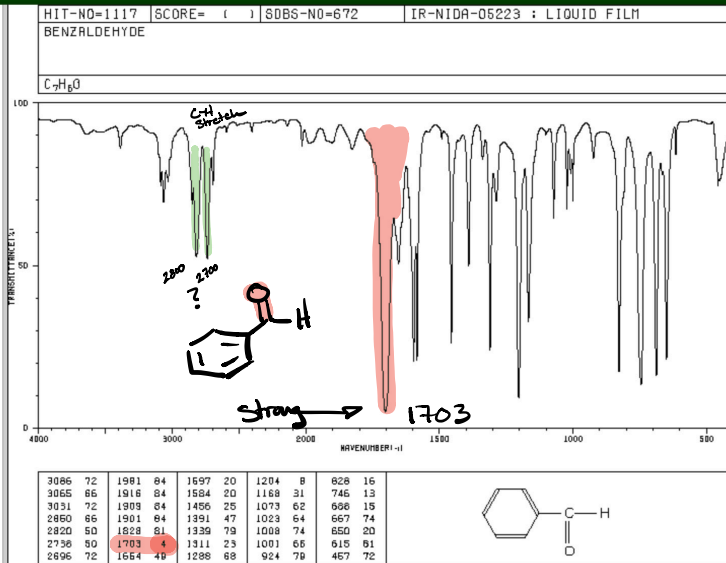 HIT-NO=1117 SCORE= ( ) SDBS-NO=672 IR-NIDA-05223 : LIQUID FILM
BENZALDEHYDE
C7H6O
C-H
Stretch
100
50
0
TRANSMITTANCE(%)
2800 2700
?
O
H
Strong 1703
4000 3000 2000 1500 1000 500
WAVENUMBER(-1)
3086 72 1981 84 1597 20 1204 8 828 16
3065 66 1916 84 1584 20 1168 31 746 13
3031 72 1909 84 1456 25 1073 62 688 15
2860 66 1901 84 1391 47 1023 64 667 74
2820 50 1828 81 1339 79 1008 74 650 20
2738 50 1703 4 1311 23 1001 66 615 81
2696 72 1654 49 1288 68 924 79 457 72
C H
O